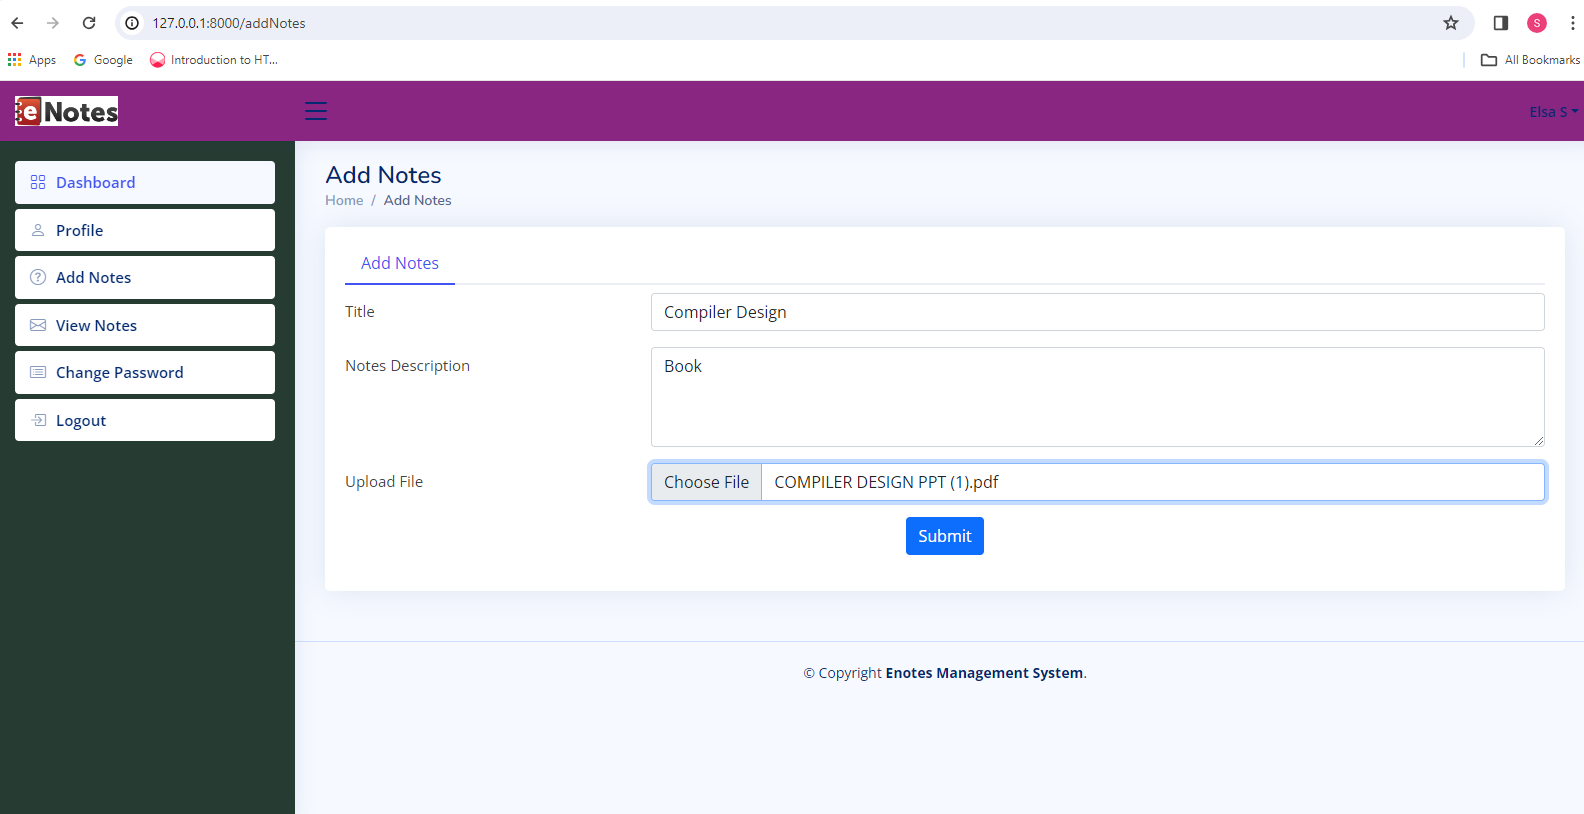 127.0.0.1:8000/addNotes
S
Apps
Google
Introduction to HT...
All Bookmarks
eNotes
Elsa S
Dashboard
Profile
Add Notes
View Notes
Change Password
Logout
Add Notes
Home / Add Notes
Add Notes
Title
Compiler Design
Notes Description
Book
Upload File
Choose File
COMPILER DESIGN PPT (1).pdf
Submit
© Copyright Enotes Management System.